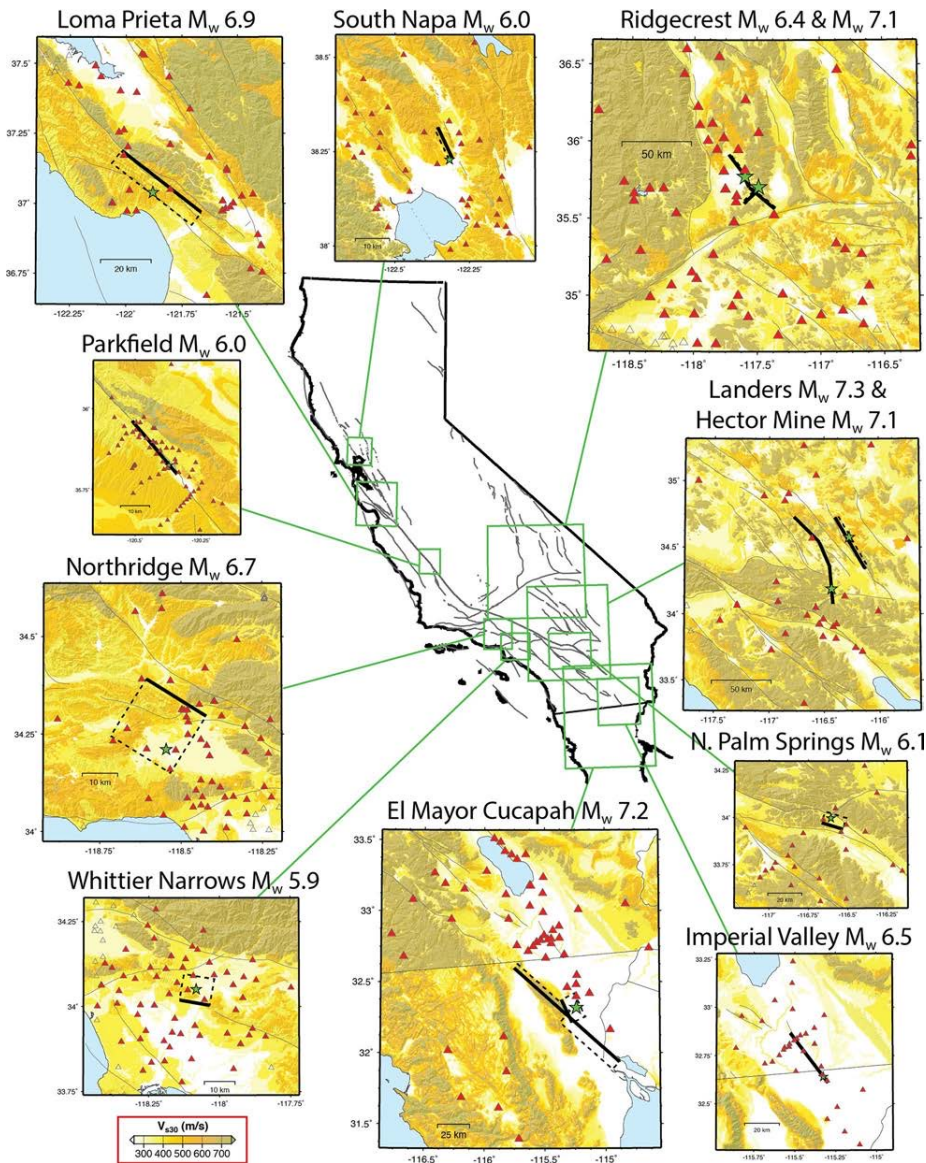 Loma Prieta Mw 6.9
37.5°
37.25°
37°
36.75°
20 km
-122.25
-122
-121.75
-121.5
South Napa Mw 6.0
38.5°
38.25°
38°
10 km
-122.5
-122.25
Ridgecrest Mw 6.4 & Mw 7.1
36.5°
36°
35.5°
35°
50 km
-118.5
-118
-117.5
-117
-116.5
Parkfield Mw 6.0
36°
35.75°
10 km
-120.5
-120.25
Landers Mw 7.3 &
Hector Mine Mw 7.1
35°
34.5°
34°
33.5°
50 km
-117.5
-117
-116.5
-116
Northridge Mw 6.7
34.5°
34.25°
34°
10 km
-118.75
-118.5
-118.25
N. Palm Springs Mw 6.1
34°
33.75°
20 km
-117
-116.75
-116.5
-116.25
El Mayor Cucapah Mw 7.2
33.5°
33°
32.5°
32°
31.5°
25 km
-116.5
-116
-115.5
-115
Whittier Narrows Mw 5.9
34.25°
34°
33.75°
10 km
-118.25
-118
-117.75
Imperial Valley Mw 6.5
33°
32.75°
32.5°
20 km
-115.75
-115.5
-115.25
-115
Vs30 (m/s)
300 400 500 600 700